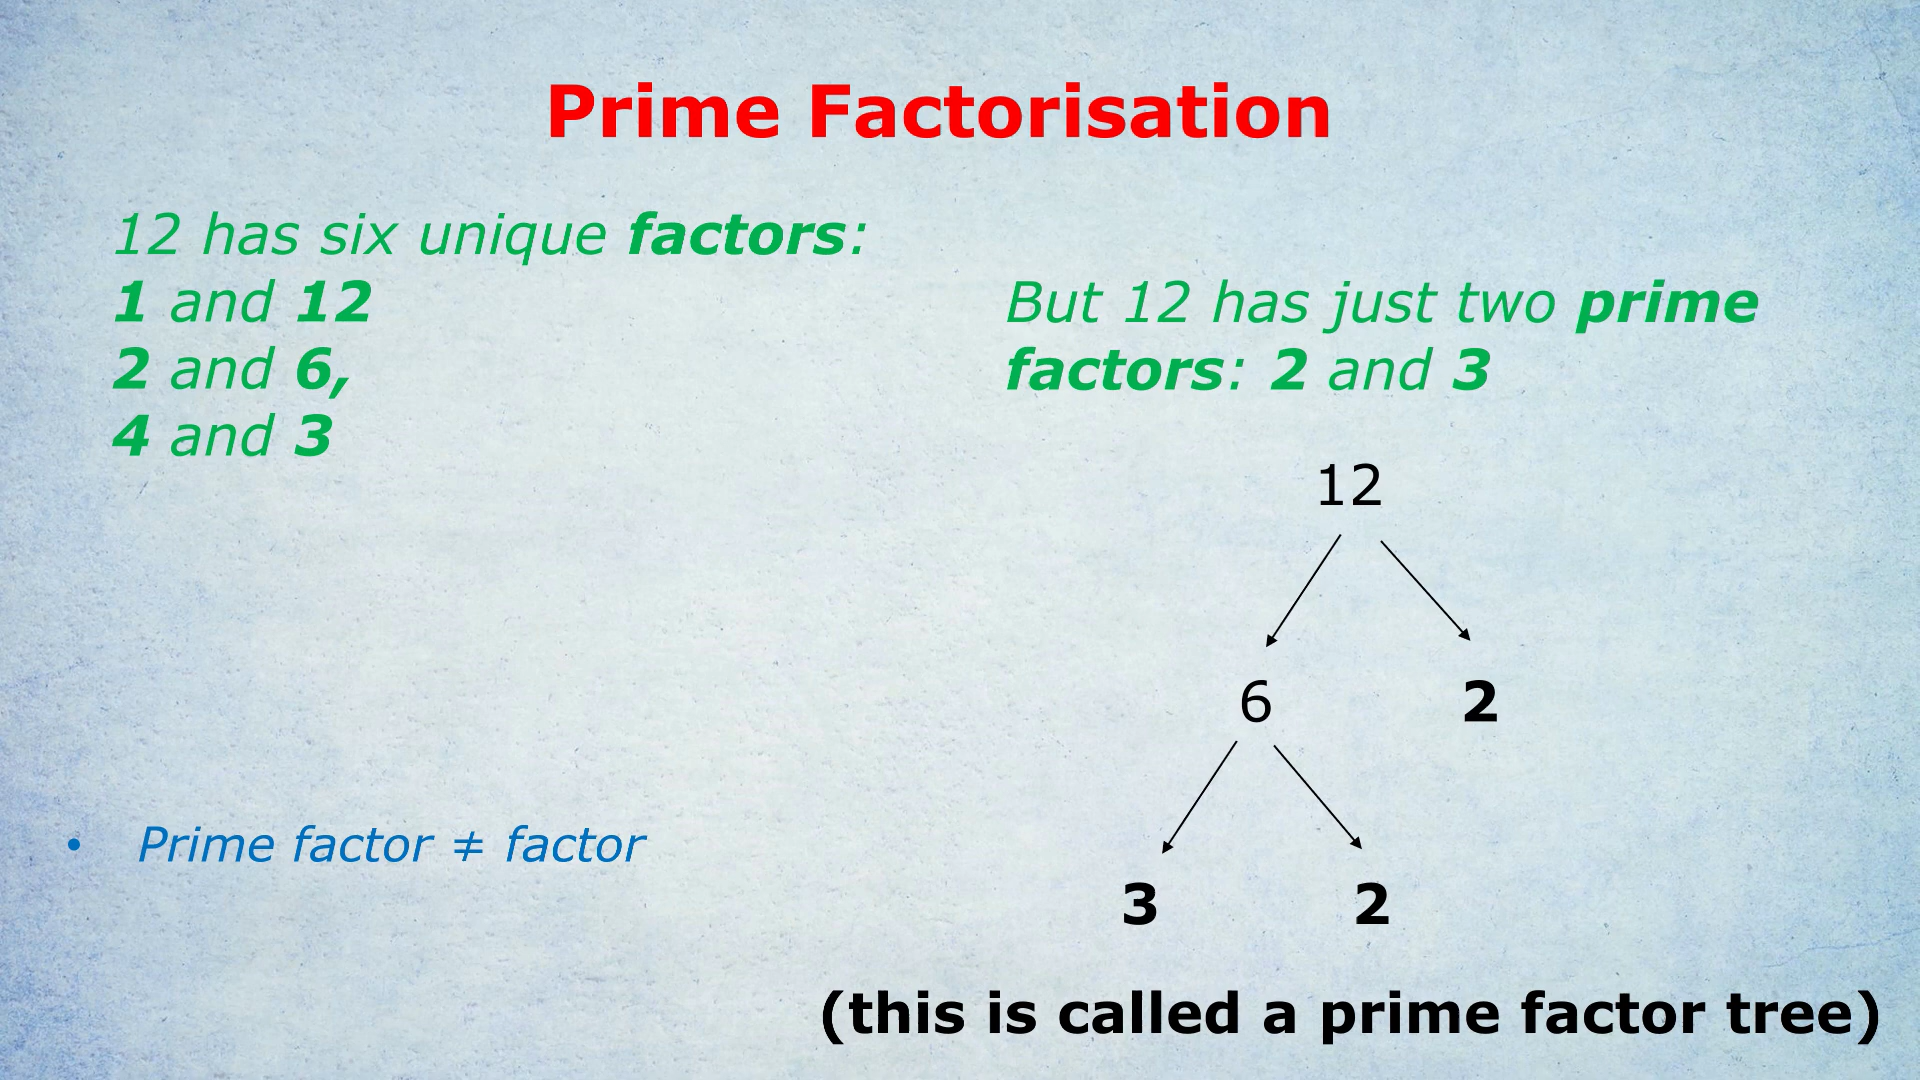 Prime Factorisation
12 has six unique factors:
1 and 12
2 and 6,
4 and 3
But 12 has just two prime
factors: 2 and 3
12
6 2
3 2
• Prime factor ≠ factor
(this is called a prime factor tree)